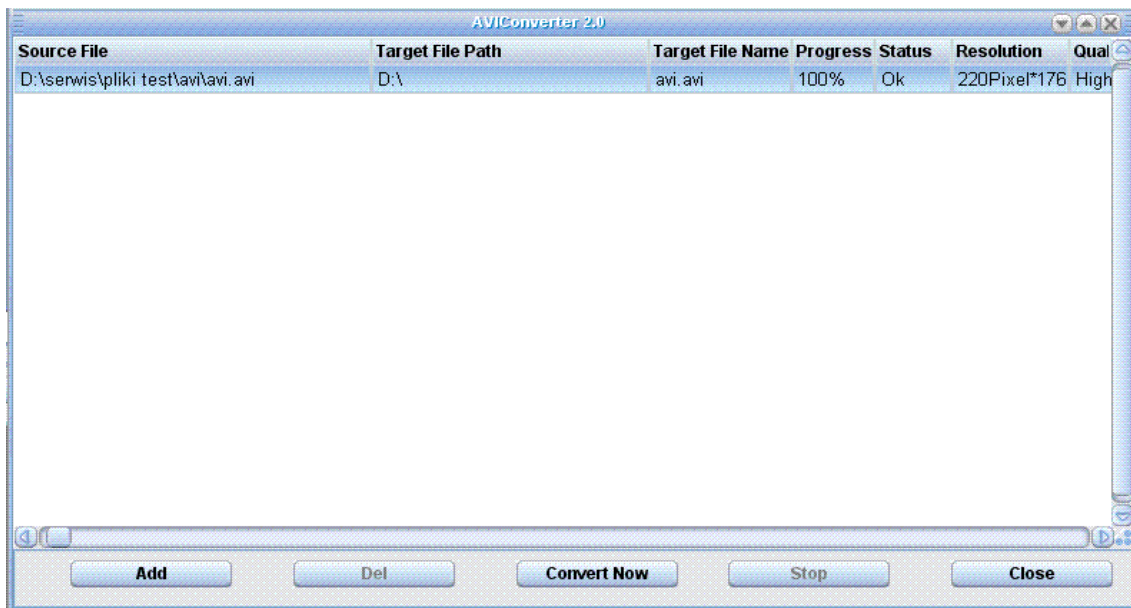 AVIConverter 2.0
Source File Target File Path Target File Name Progress Status Resolution Qual
D:\serwis\pliki test\avi\avi.avi D:\ avi.avi 100% Ok 220Pixel*176 High
Add Del Convert Now Stop Close